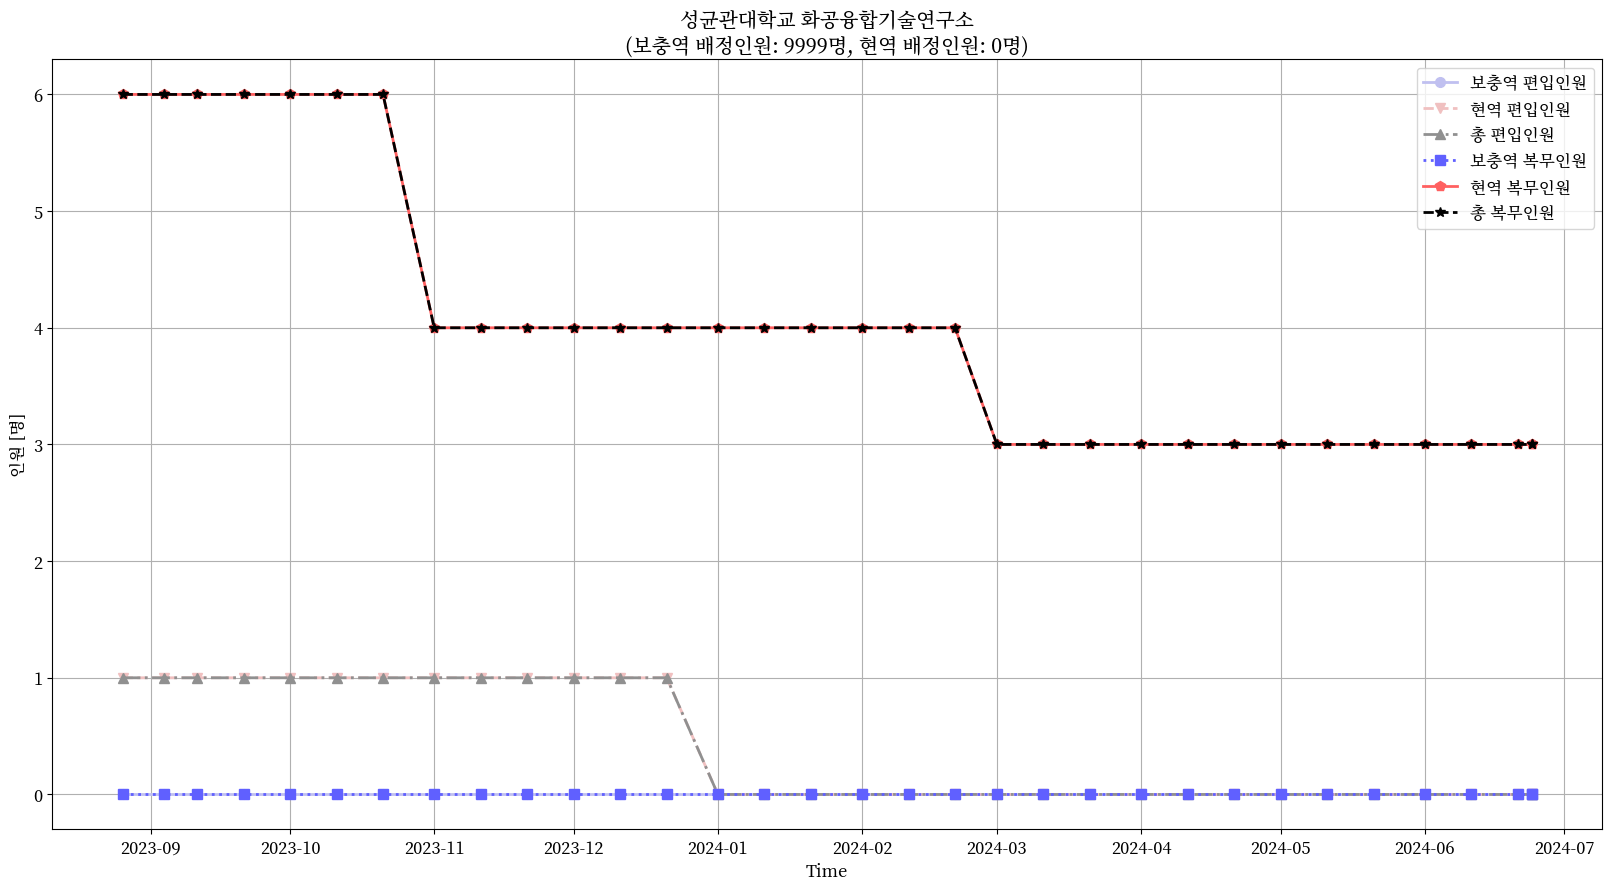 성균관대학교 화공융합기술연구소
(보충역 배정인원: 9999명, 현역 배정인원: 0명)
보충역 편입인원
현역 편입인원
총 편입인원
보충역 복무인원
현역 복무인원
총 복무인원
인원 [명]
6
5
4
3
2
1
0
2023-09
2023-10
2023-11
2023-12
2024-01
2024-02
2024-03
2024-04
2024-05
2024-06
2024-07
Time